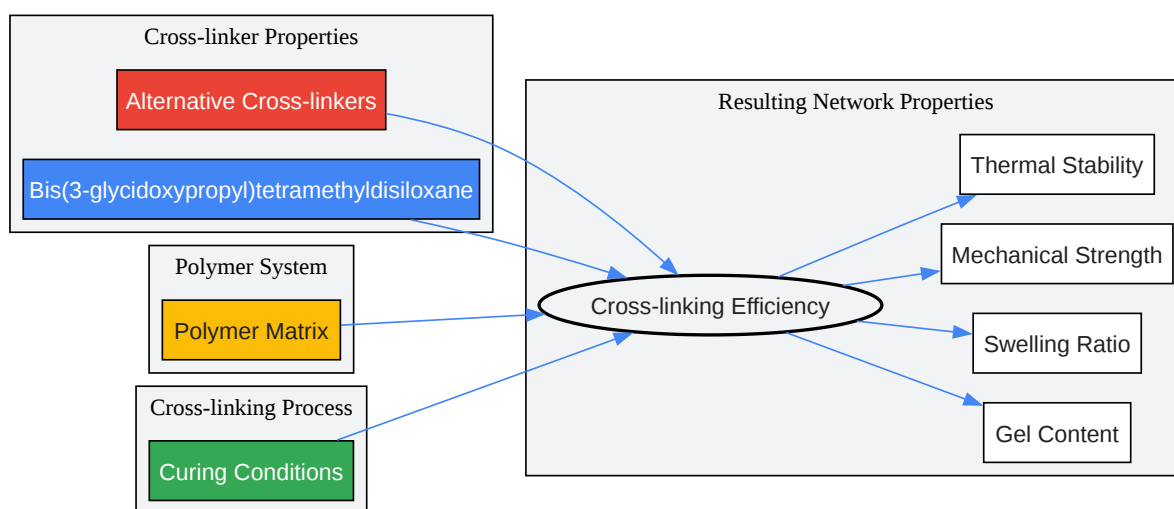 Cross-linker Properties
Alternative Cross-linkers
Bis(3-glycidoxypropyl)tetramethyldisiloxane
Polymer System
Polymer Matrix
Cross-linking Process
Curing Conditions
Resulting Network Properties
Cross-linking Efficiency
Thermal Stability
Mechanical Strength
Swelling Ratio
Gel Content